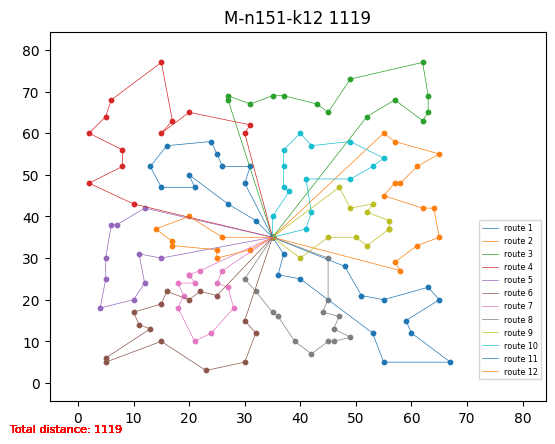 M-n151-k12 1119
80
70
60
50
40
30
20
10
0
0 10 20 30 40 50 60 70 80
route 1
route 2
route 3
route 4
route 5
route 6
route 7
route 8
route 9
route 10
route 11
route 12
Total distance: 1119